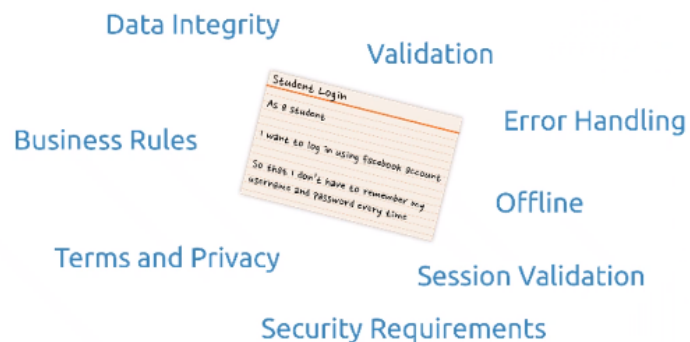 Data Integrity
Validation
Student Login
As a student
Error Handling
Business Rules
I want to log in using facebook account
So that I don't have to remember my
username and password every time
Offline
Terms and Privacy
Session Validation
Security Requirements